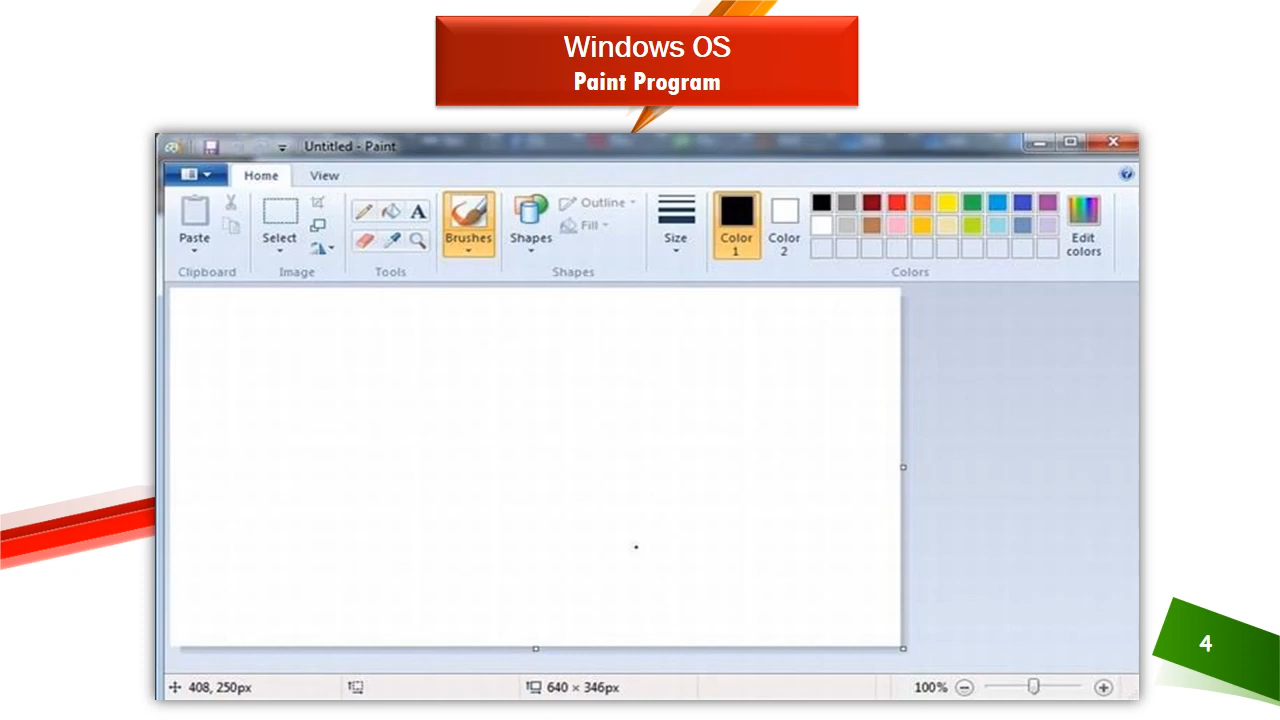 Windows OS
Paint Program
Untitled - Paint
Home View
Outline
Fill
Paste Select Brushes Shapes Size Color 1 Color 2 Edit colors
Clipboard Image Tools Shapes Colors
4
408, 250px 640 × 346px 100%